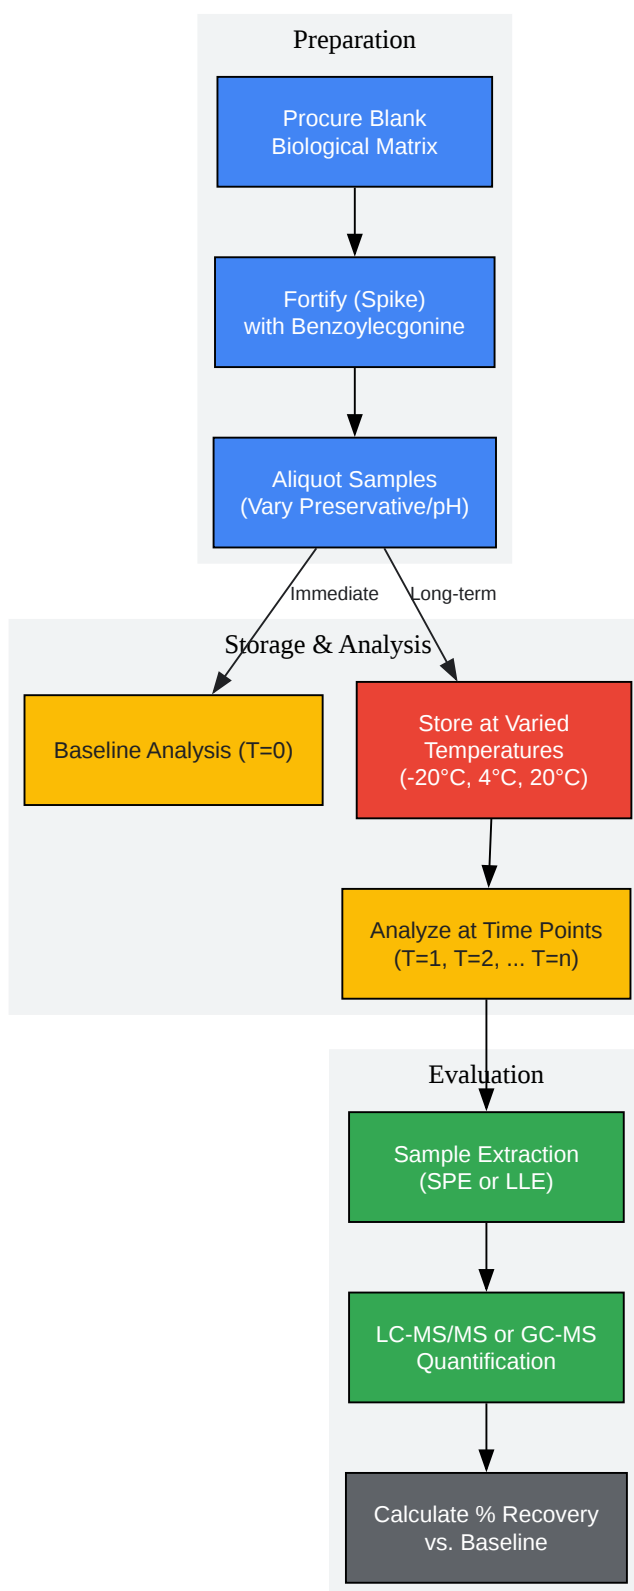 Preparation
Procure Blank
Biological Matrix
Fortify (Spike)
with Benzoylecgonine
Aliquot Samples
(Vary Preservative/pH)
Immediate
Long-term
Storage & Analysis
Baseline Analysis (T=0)
Store at Varied
Temperatures
(-20°C, 4°C, 20°C)
Analyze at Time Points
(T=1, T=2, ... T=n)
Evaluation
Sample Extraction
(SPE or LLE)
LC-MS/MS or GC-MS
Quantification
Calculate % Recovery
vs. Baseline